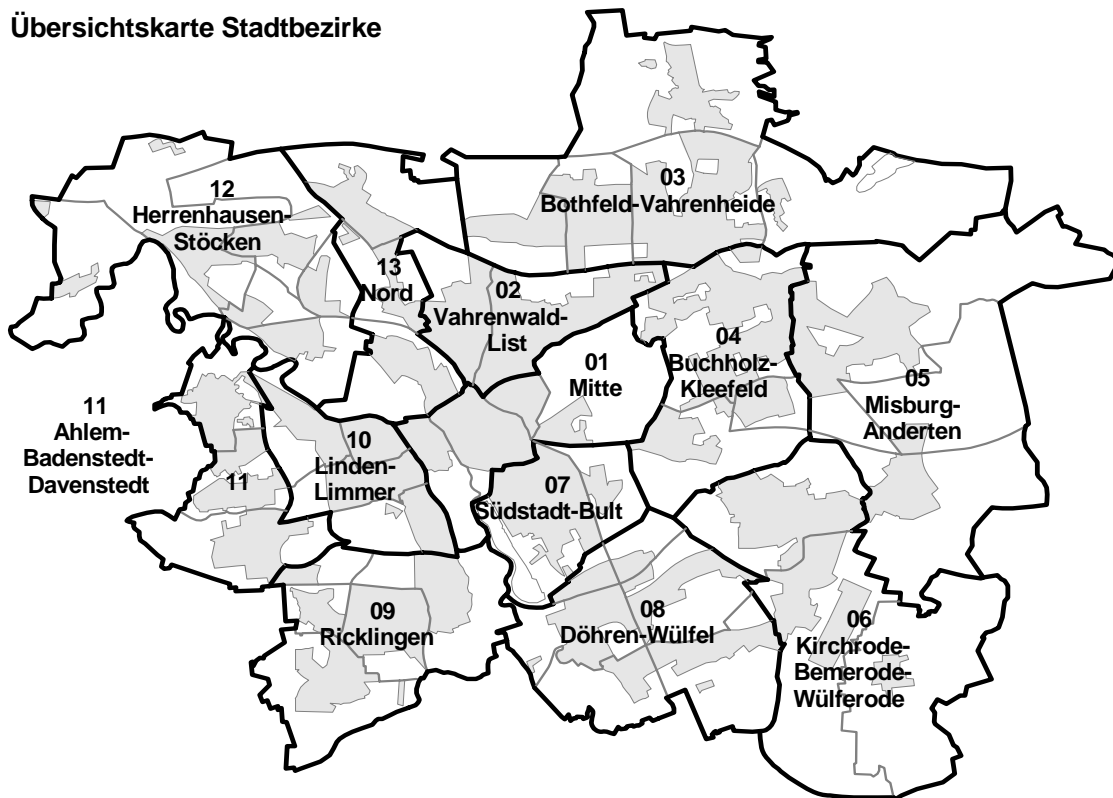 Übersichtskarte Stadtbezirke
12
Herrenhausen-
Stöcken
03
Bothfeld-Vahrenheide
13
Nord
02
Vahrenwald-
List
01
Mitte
04
Buchholz-
Kleefeld
05
Misburg-
Anderten
11
Ahlem-
Badenstedt-
Davenstedt
11
10
Linden-
Limmer
07
Südstadt-Bult
09
Ricklingen
08
Döhren-Wülfel
06
Kirchrode-
Bemerode-
Wülferode